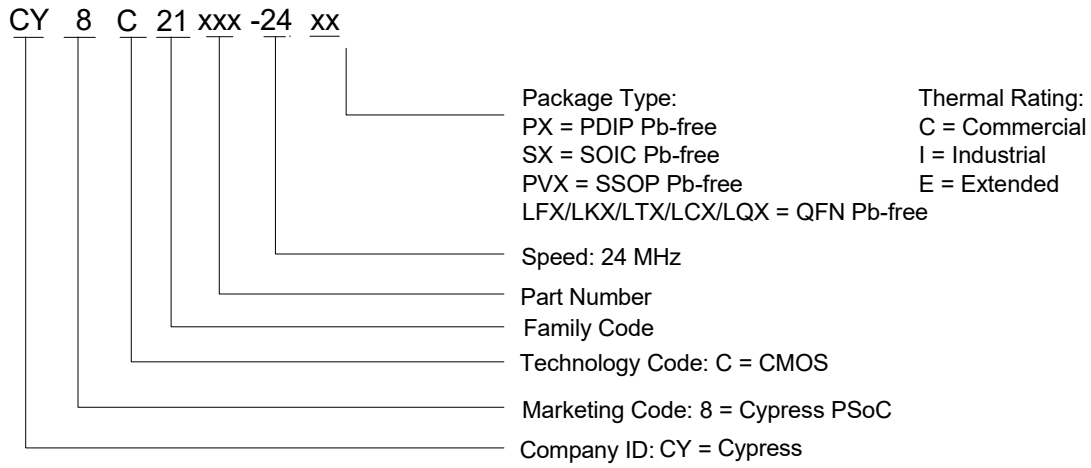 CY 8 C 21 xxx -24 xx
Package Type: Thermal Rating:
PX = PDIP Pb-free C = Commercial
SX = SOIC Pb-free I = Industrial
PVX = SSOP Pb-free E = Extended
LFX/LKX/LTX/LCX/LQX = QFN Pb-free
Speed: 24 MHz
Part Number
Family Code
Technology Code: C = CMOS
Marketing Code: 8 = Cypress PSoC
Company ID: CY = Cypress